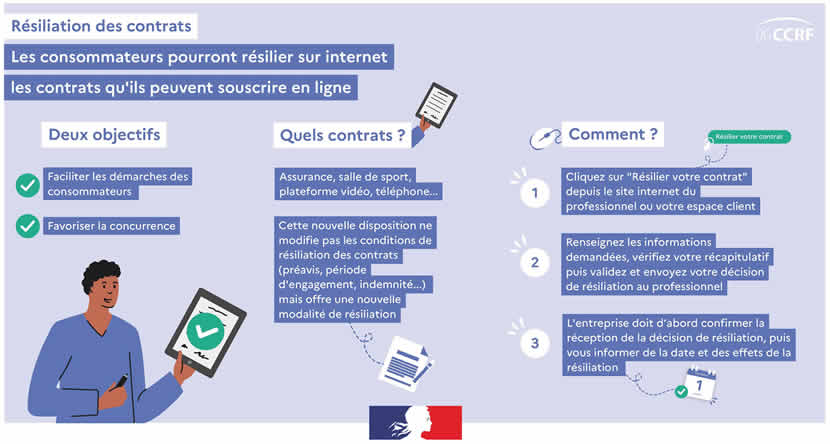 Résiliation des contrats
DGCCRF
Les consommateurs pourront résilier sur internet
les contrats qu'ils peuvent souscrire en ligne
Deux objectifs
Faciliter les démarches des
consommateurs
Favoriser la concurrence
Quels contrats ?
Assurance, salle de sport,
plateforme vidéo, téléphone...
Cette nouvelle disposition ne
modifie pas les conditions de
résiliation des contrats
(préavis, période
d'engagement, indemnité...)
mais offre une nouvelle
modalité de résiliation
Comment ?
Résilier votre contrat
1
Cliquez sur "Résilier votre contrat"
depuis le site internet du
professionnel ou votre espace client
2
Renseignez les informations
demandées, vérifiez votre récapitulatif
puis validez et envoyez votre décision
de résiliation au professionnel
3
L'entreprise doit d'abord confirmer la
réception de la décision de résiliation, puis
vous informer de la date et des effets de la
résiliation
1